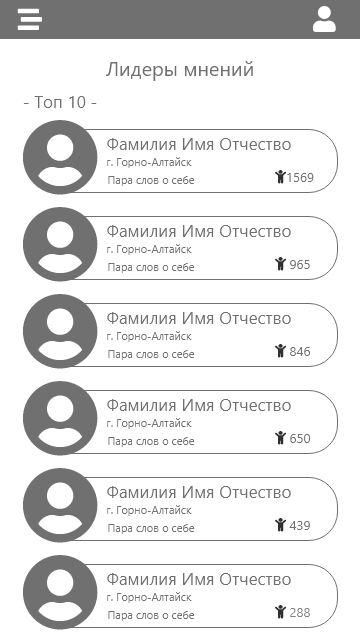 Лидеры мнений
- Топ 10 -
Фамилия Имя Отчество
г. Горно-Алтайск
Пара слов о себе 1569
Фамилия Имя Отчество
г. Горно-Алтайск
Пара слов о себе 965
Фамилия Имя Отчество
г. Горно-Алтайск
Пара слов о себе 846
Фамилия Имя Отчество
г. Горно-Алтайск
Пара слов о себе 650
Фамилия Имя Отчество
г. Горно-Алтайск
Пара слов о себе 439
Фамилия Имя Отчество
г. Горно-Алтайск
Пара слов о себе 288